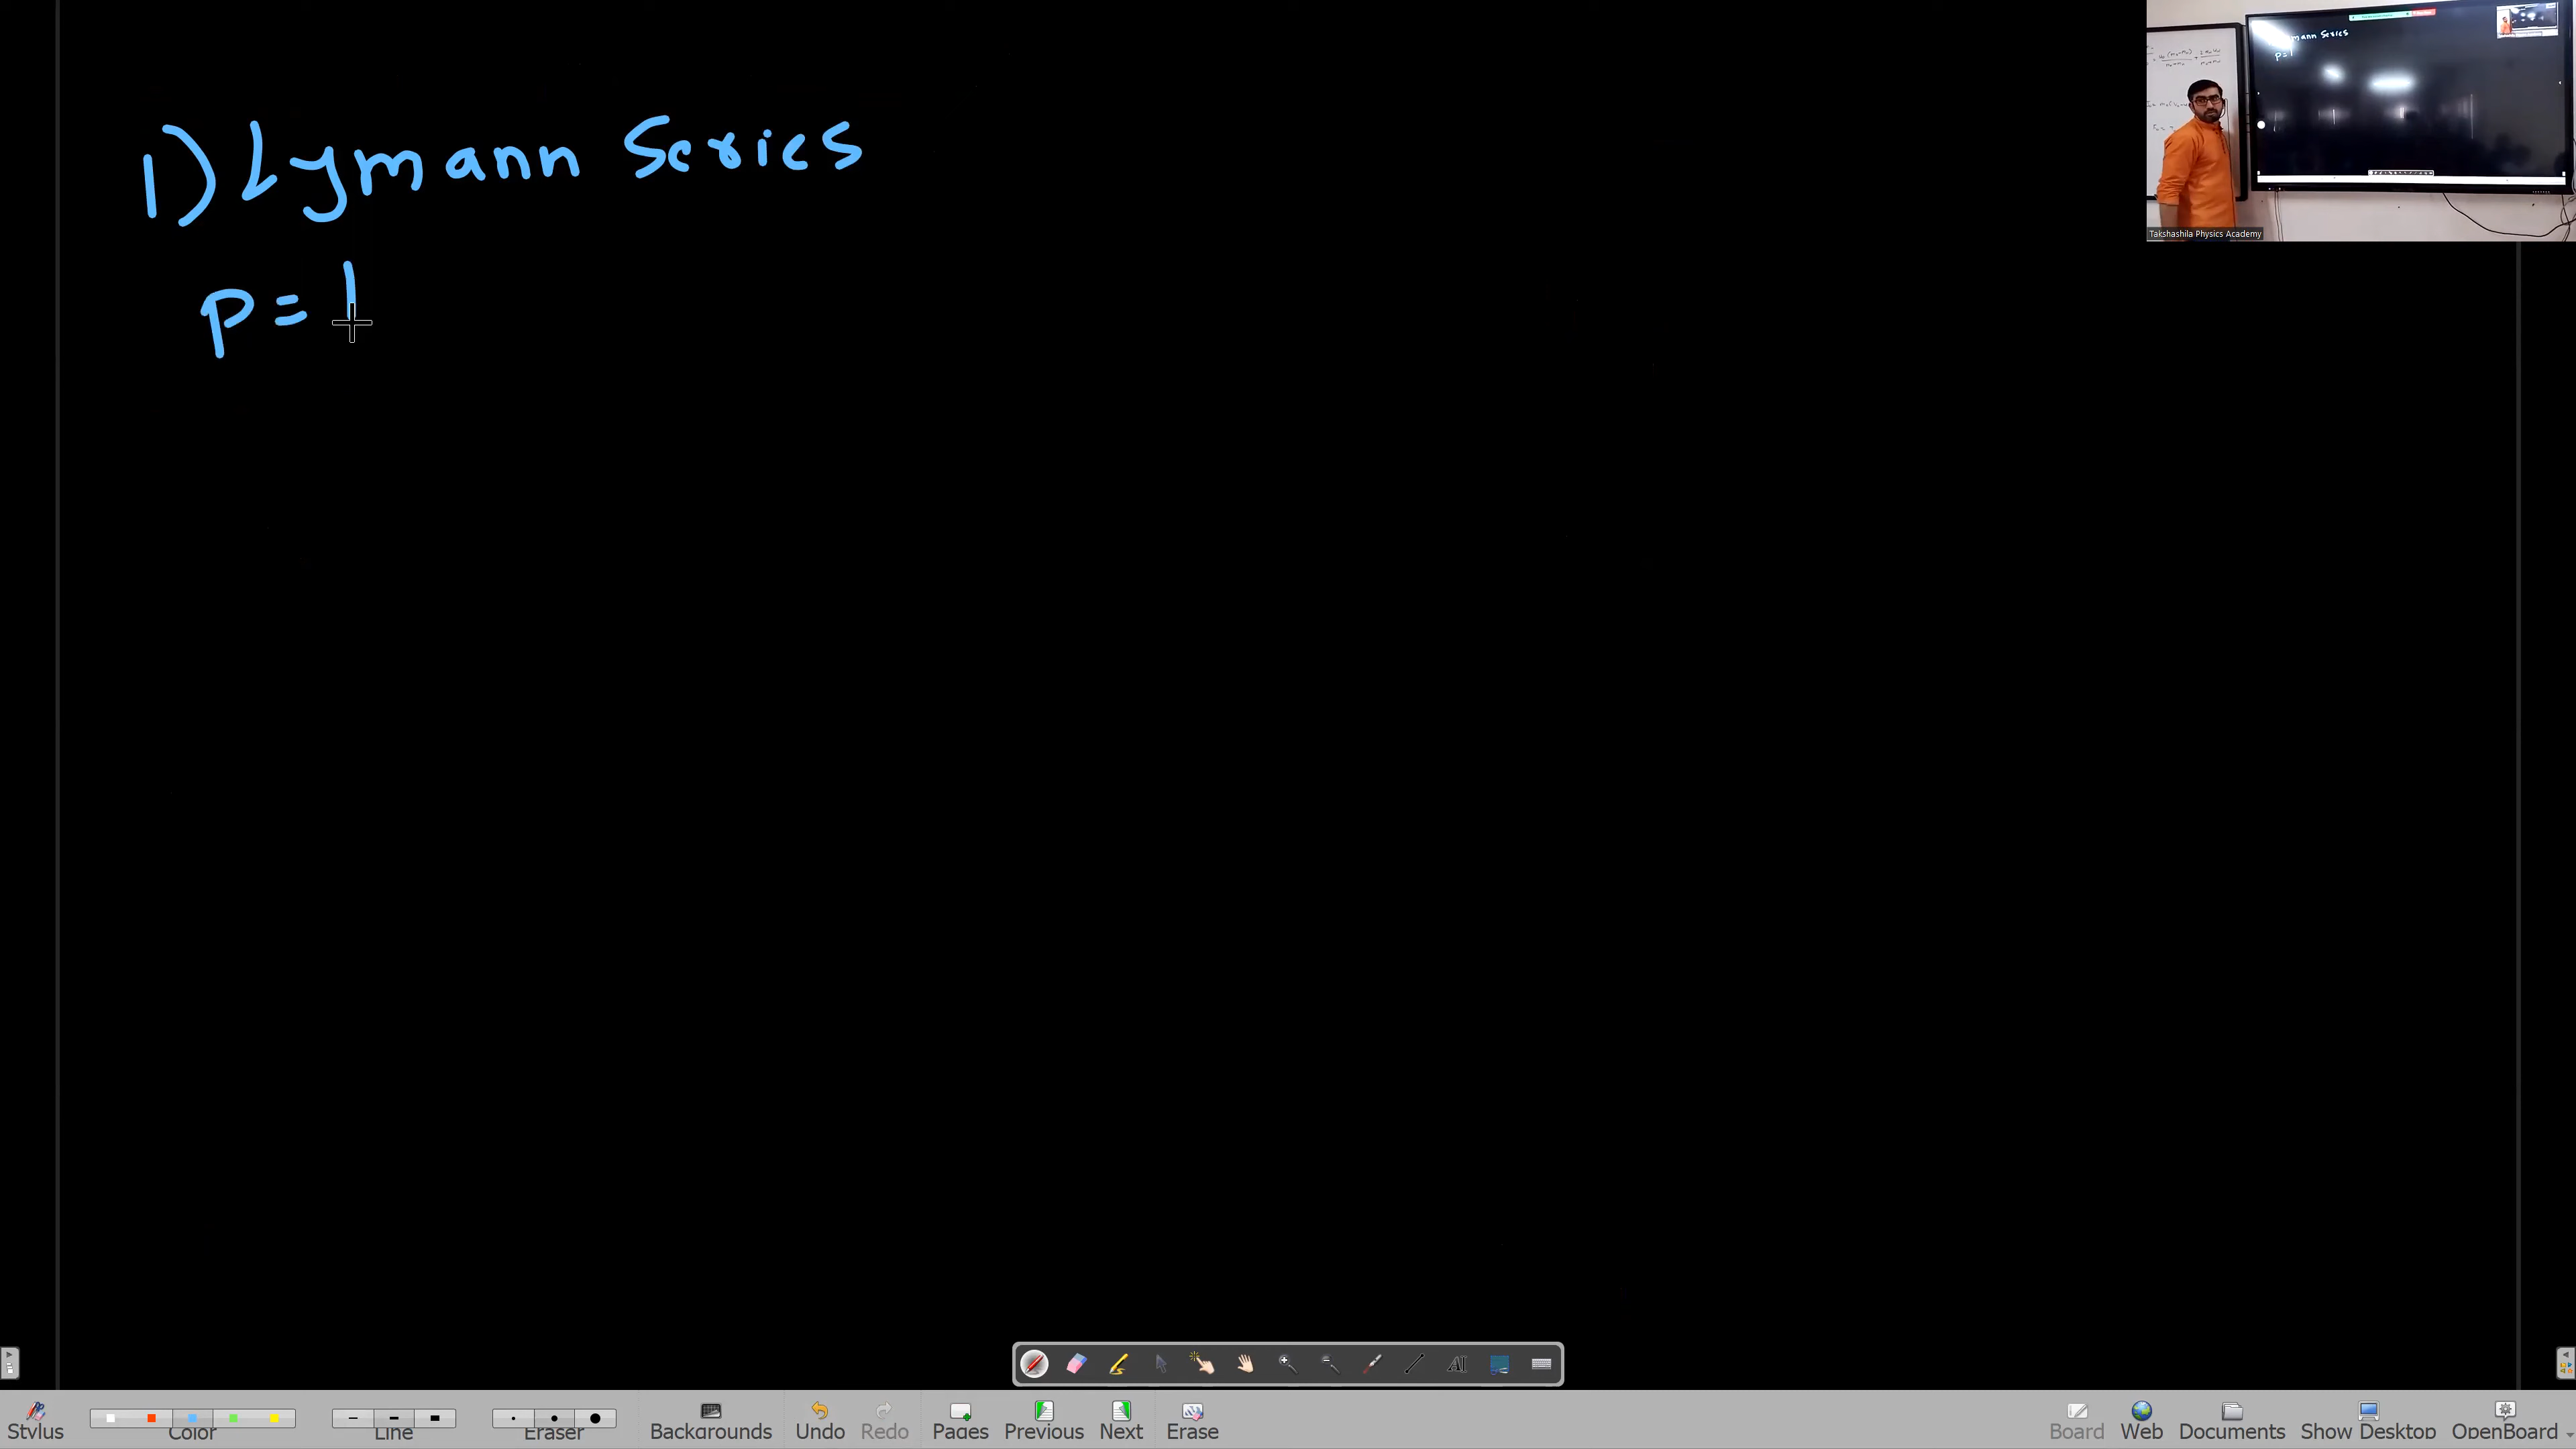 1) Lymann Series
p = 1
Takshashila Physics Academy
Stylus
Color
Line
Eraser
Backgrounds
Undo
Redo
Pages
Previous
Next
Erase
Board
Web
Documents
Show Desktop
OpenBoard